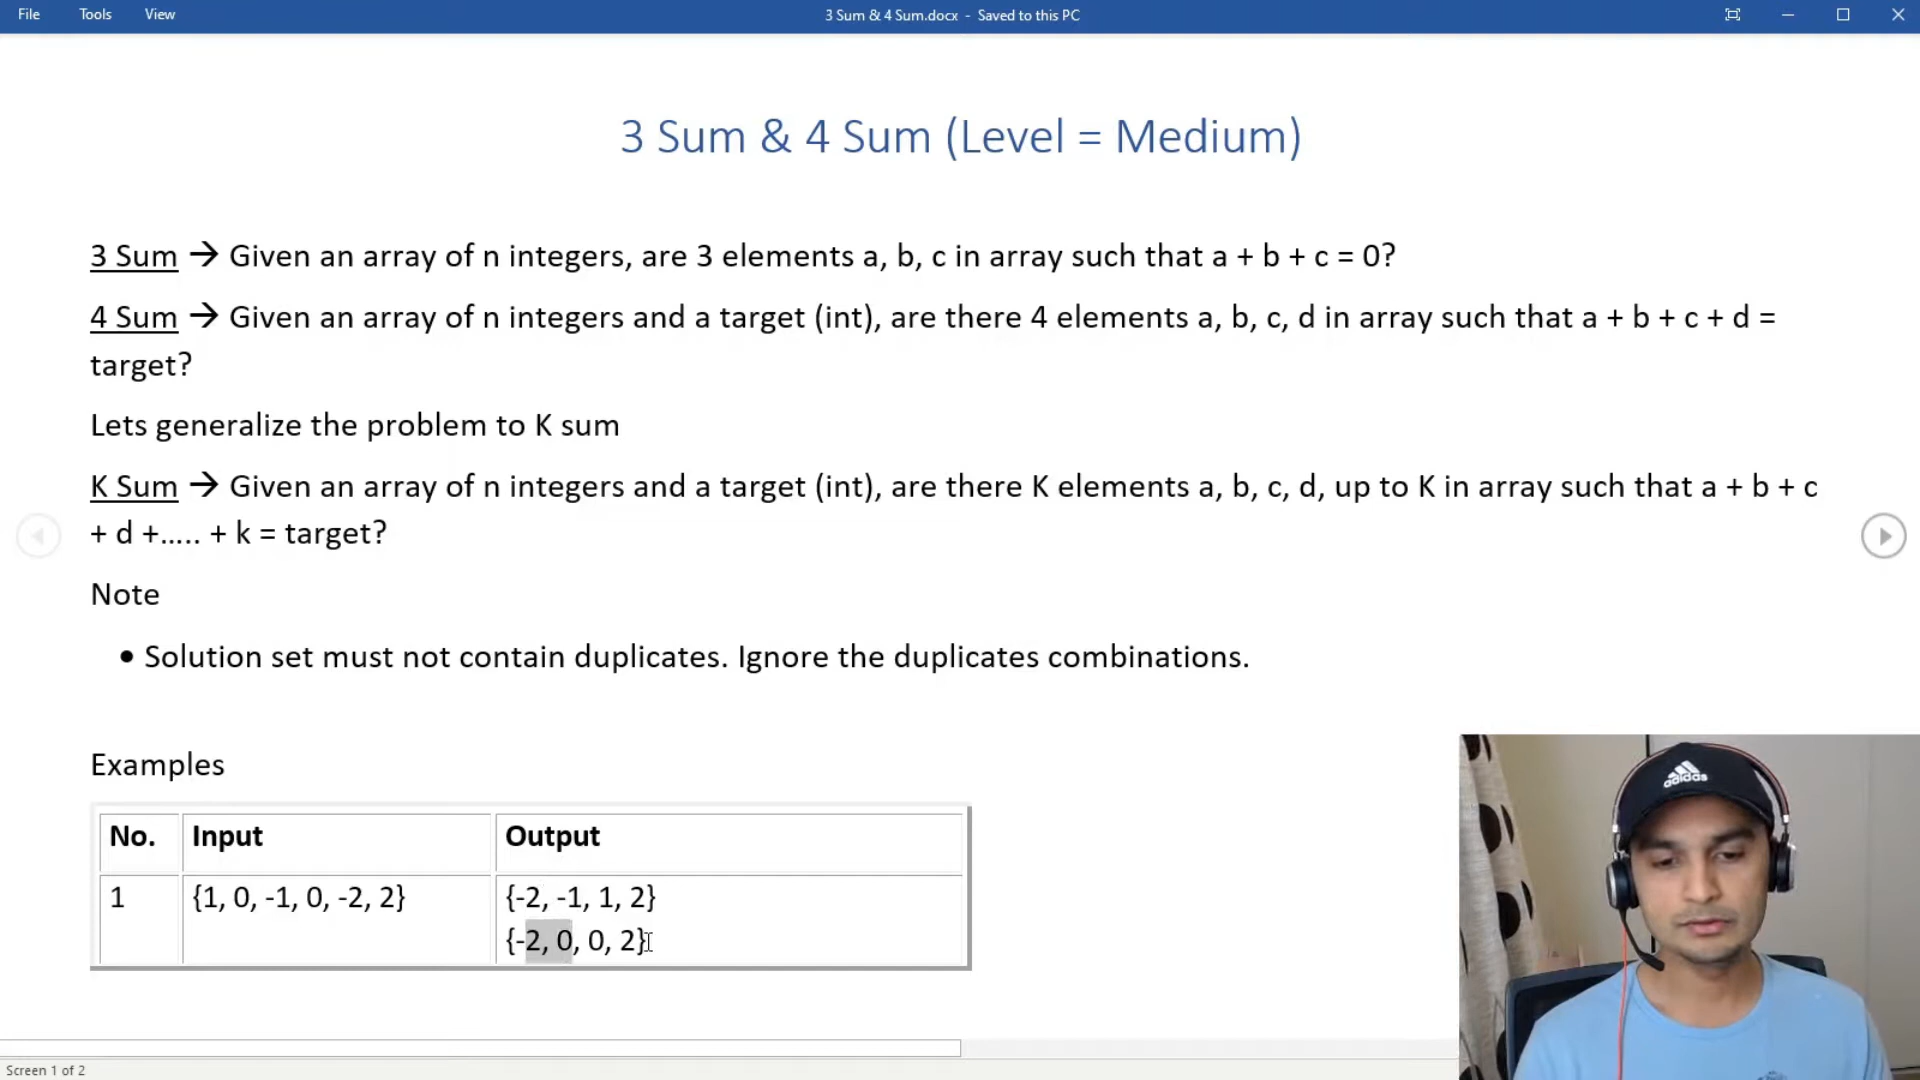 File Tools View 3 Sum & 4 Sum.docx - Saved to this PC
3 Sum & 4 Sum (Level = Medium)
3 Sum → Given an array of n integers, are 3 elements a, b, c in array such that a + b + c = 0?
4 Sum → Given an array of n integers and a target (int), are there 4 elements a, b, c, d in array such that a + b + c + d =
target?
Lets generalize the problem to K sum
K Sum → Given an array of n integers and a target (int), are there K elements a, b, c, d, up to K in array such that a + b + c
+ d +..... + k = target?
Note
• Solution set must not contain duplicates. Ignore the duplicates combinations.
Examples
No. Input Output
1 {1, 0, -1, 0, -2, 2} {-2, -1, 1, 2}
{-2, 0, 0, 2}
adidas
Screen 1 of 2